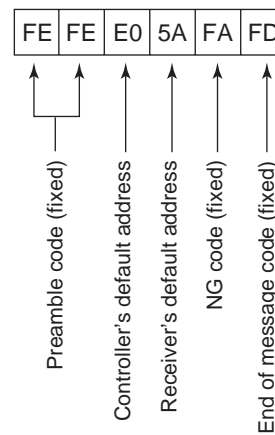 FE FE E0 5A FA FD
Preamble code (fixed)
Controller's default address
Receiver's default address
NG code (fixed)
End of message code (fixed)